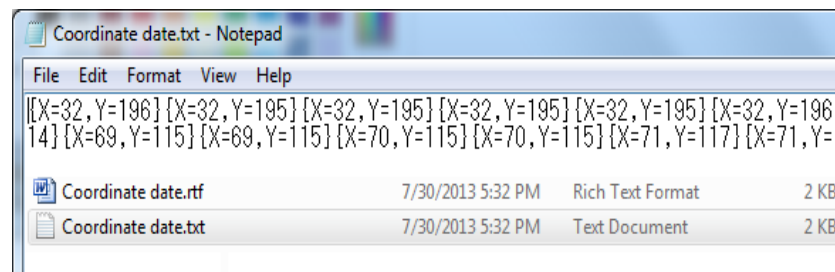 Coordinate date.txt - Notepad
File Edit Format View Help
{X=32,Y=196}{X=32,Y=195}{X=32,Y=195}{X=32,Y=195}{X=32,Y=195}{X=32,Y=196
14}{X=69,Y=115}{X=69,Y=115}{X=70,Y=115}{X=70,Y=115}{X=71,Y=117}{X=71,Y=
Coordinate date.rtf 7/30/2013 5:32 PM Rich Text Format 2 KB
Coordinate date.txt 7/30/2013 5:32 PM Text Document 2 KB